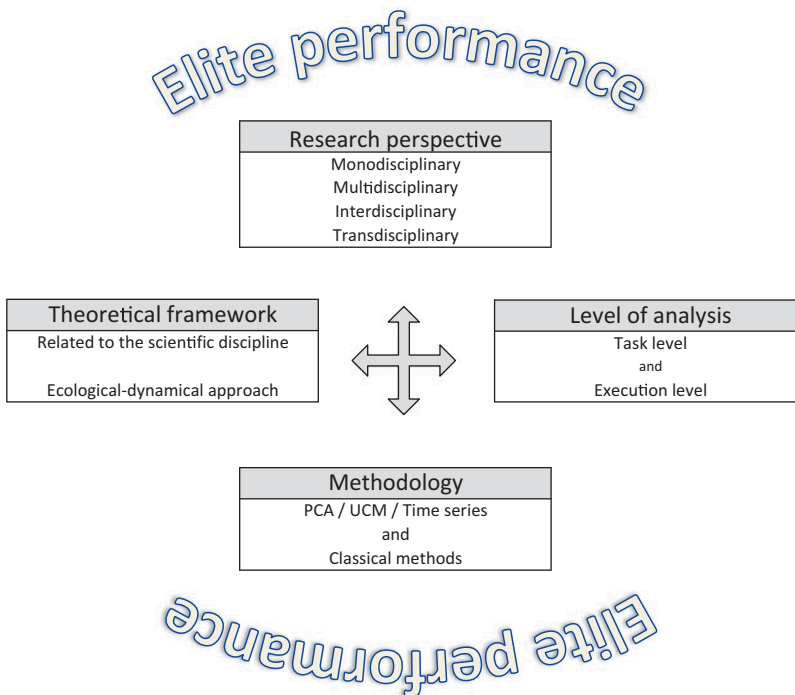 Elite performance
Research perspective
Monodisciplinary
Multidisciplinary
Interdisciplinary
Transdisciplinary
Theoretical framework
Related to the scientific discipline
Ecological-dynamical approach
Level of analysis
Task level
and
Execution level
Methodology
PCA / UCM / Time series
and
Classical methods
Elite performance